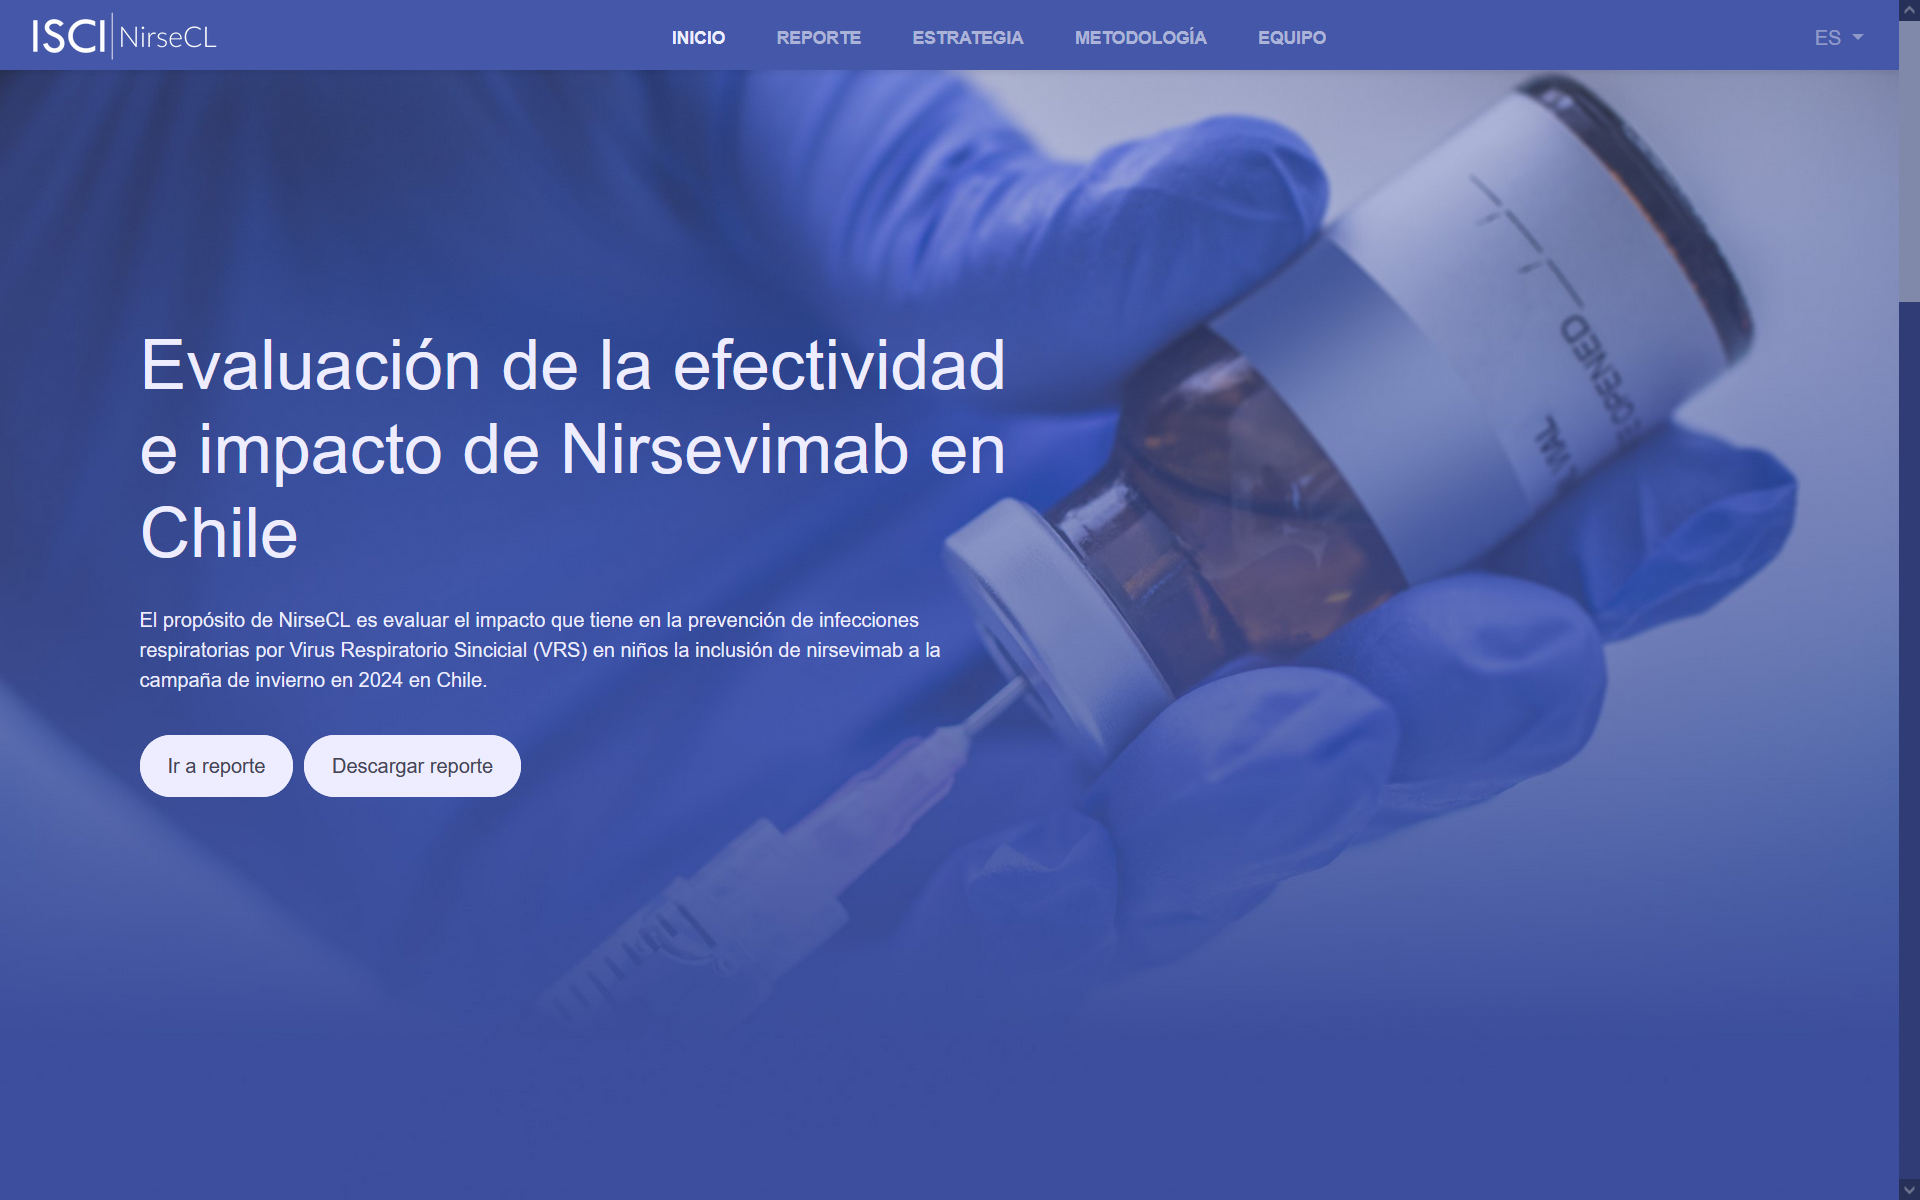 ISCI NirseCL
INICIO REPORTE ESTRATEGIA METODOLOGÍA EQUIPO ES
Evaluación de la efectividad
e impacto de Nirsevimab en
Chile
El propósito de NirseCL es evaluar el impacto que tiene en la prevención de infecciones
respiratorias por Virus Respiratorio Sincicial (VRS) en niños la inclusión de nirsevimab a la
campaña de invierno en 2024 en Chile.
Ir a reporte Descargar reporte
OPENED